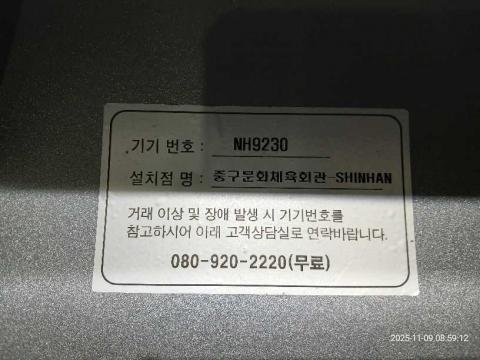 기기 번호 : NH9230
설치점 명 : 중구문화체육회관-SHINHAN
거래 이상 및 장애 발생 시 기기번호를
참고하시어 아래 고객상담실로 연락바랍니다.
080-920-2220(무료)
2025-11-09 08:59:12